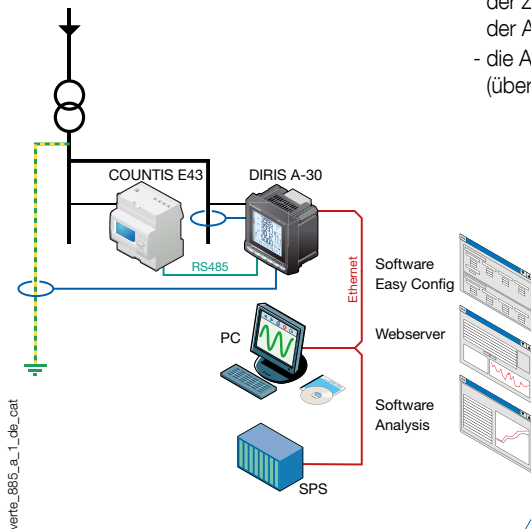 der Z
der A
- die A
(über
COUNTIS E43
DIRIS A-30
RS485
Ethernet
Software
Easy Config
PC
Webserver
Software
Analysis
SPS
verte_885_a_1_de_cat